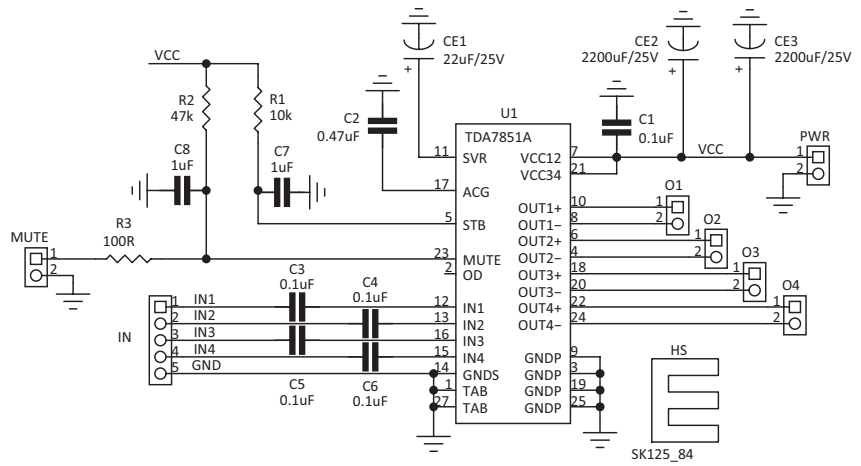 CE1
22uF/25V
+
CE2
2200uF/25V
+
CE3
2200uF/25V
+
VCC
R2
47k
R1
10k
C2
0.47uF
U1
TDA7851A
C1
0.1uF
PWR
1
2
C8
1uF
C7
1uF
11 SVR
VCC12 7
VCC
VCC34 21
17 ACG
5 STB
OUT1+ 10
OUT1− 8
O1
1
2
OUT2+ 6
OUT2− 4
O2
1
2
OUT3+ 18
OUT3− 20
O3
1
2
OUT4+ 22
OUT4− 24
O4
1
2
MUTE
1
2
R3
100R
23 MUTE
2 OD
C3
0.1uF
C4
0.1uF
IN
1 IN1
2 IN2
3 IN3
4 IN4
5 GND
12 IN1
13 IN2
16 IN3
15 IN4
14 GNDS
1 TAB
27 TAB
C5
0.1uF
C6
0.1uF
GNDP 9
GNDP 3
GNDP 19
GNDP 25
HS
SK125_84